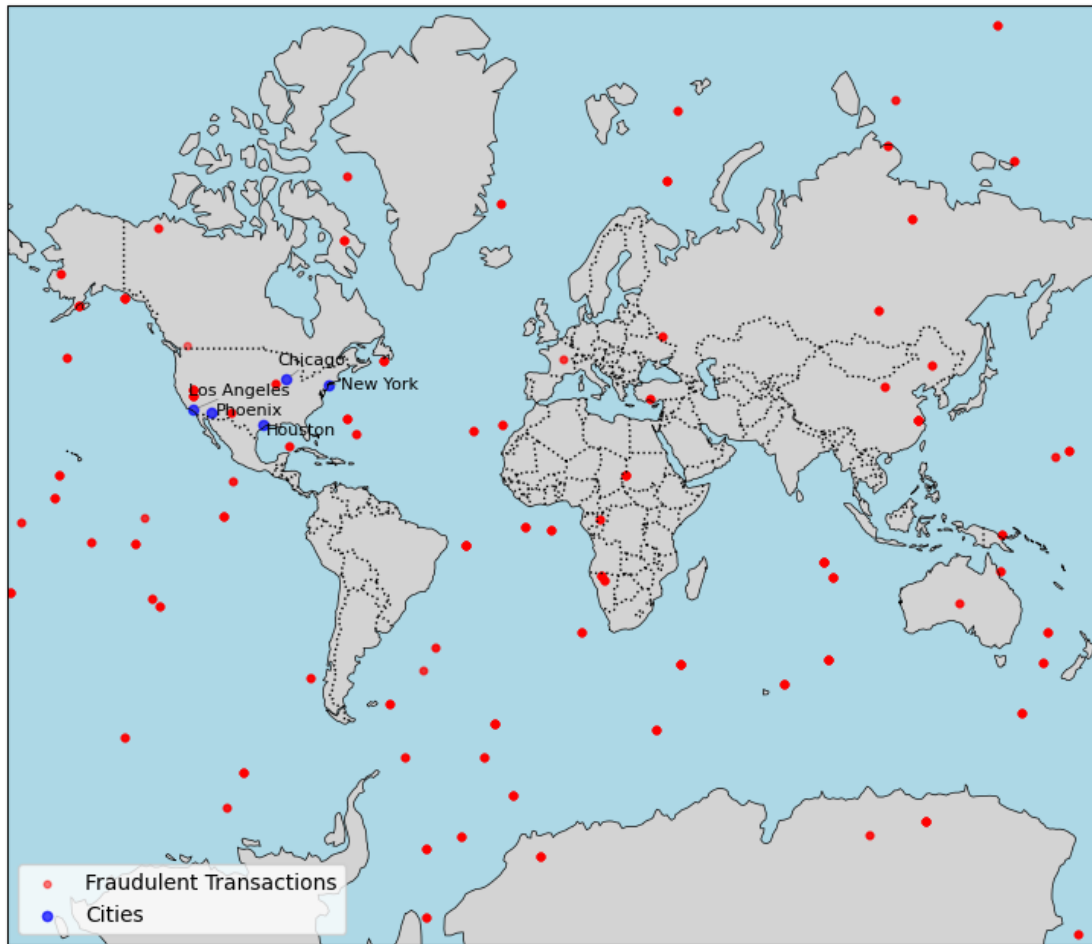 Chicago
Los Angeles
New York
Phoenix
Houston
Fraudulent Transactions
Cities